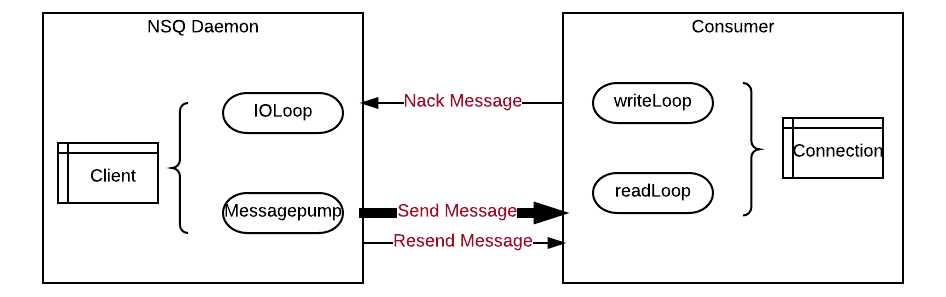 NSQ Daemon
Consumer
IOLoop
Nack Message
writeLoop
Client
Connection
Messagepump
Send Message
readLoop
Resend Message